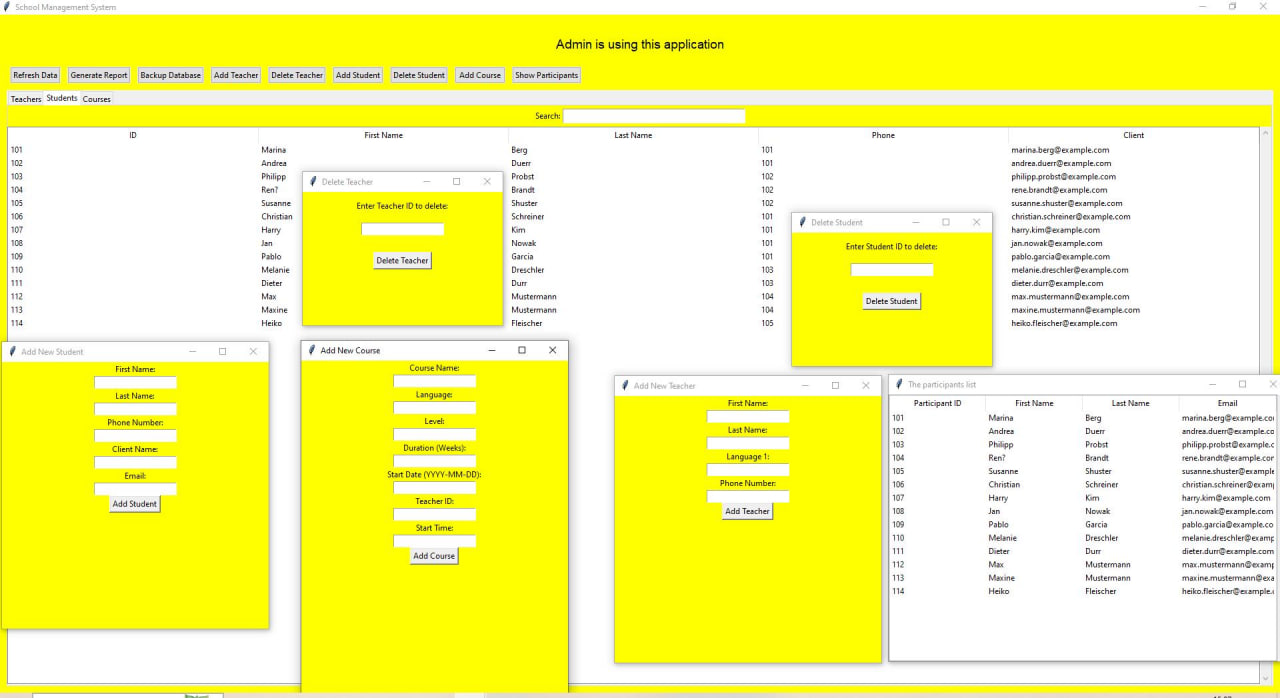 School Management System
Admin is using this application
Refresh Data Generate Report Backup Database Add Teacher Delete Teacher Add Student Delete Student Add Course Show Participants
Teachers Students Courses
Search:
ID First Name Last Name Phone Client
101 Marina Berg 101 marina.berg@example.com
102 Andrea Duerr 101 andrea.duerr@example.com
103 Philipp Probst 102 philipp.probst@example.com
104 Ren? Brandt 102 rene.brandt@example.com
105 Susanne Shuster 102 susanne.shuster@example.com
106 Christian Schreiner 101 christian.schreiner@example.com
107 Harry Kim 101 harry.kim@example.com
108 Jan Nowak 101 jan.nowak@example.com
109 Pablo Garcia 101 pablo.garcia@example.com
110 Melanie Dreschler 103 melanie.dreschler@example.com
111 Dieter Durr 103 dieter.durr@example.com
112 Max Mustermann 104 max.mustermann@example.com
113 Maxine Mustermann 104 maxine.mustermann@example.com
114 Heiko Fleischer 105 heiko.fleischer@example.com
Delete Teacher
Enter Teacher ID to delete:
Delete Teacher
Delete Student
Enter Student ID to delete:
Delete Student
Add New Student
First Name:
Last Name:
Phone Number:
Client Name:
Email:
Add Student
Add New Course
Course Name:
Language:
Level:
Duration (Weeks):
Start Date (YYYY-MM-DD):
Teacher ID:
Start Time:
Add Course
Add New Teacher
First Name:
Last Name:
Language 1:
Phone Number:
Add Teacher
The participants list
Participant ID First Name Last Name Email
101 Marina Berg marina.berg@example.co
102 Andrea Duerr andrea.duerr@example.c
103 Philipp Probst philipp.probst@example.c
104 Ren? Brandt rene.brandt@example.cor
105 Susanne Shuster susanne.shuster@example
106 Christian Schreiner christian.schreiner@examp
107 Harry Kim harry.kim@example.com
108 Jan Nowak jan.nowak@example.com
109 Pablo Garcia pablo.garcia@example.co
110 Melanie Dreschler melanie.dreschler@examp
111 Dieter Durr dieter.durr@example.com
112 Max Mustermann max.mustermann@examp
113 Maxine Mustermann maxine.mustermann@exa
114 Heiko Fleischer heiko.fleischer@example.c